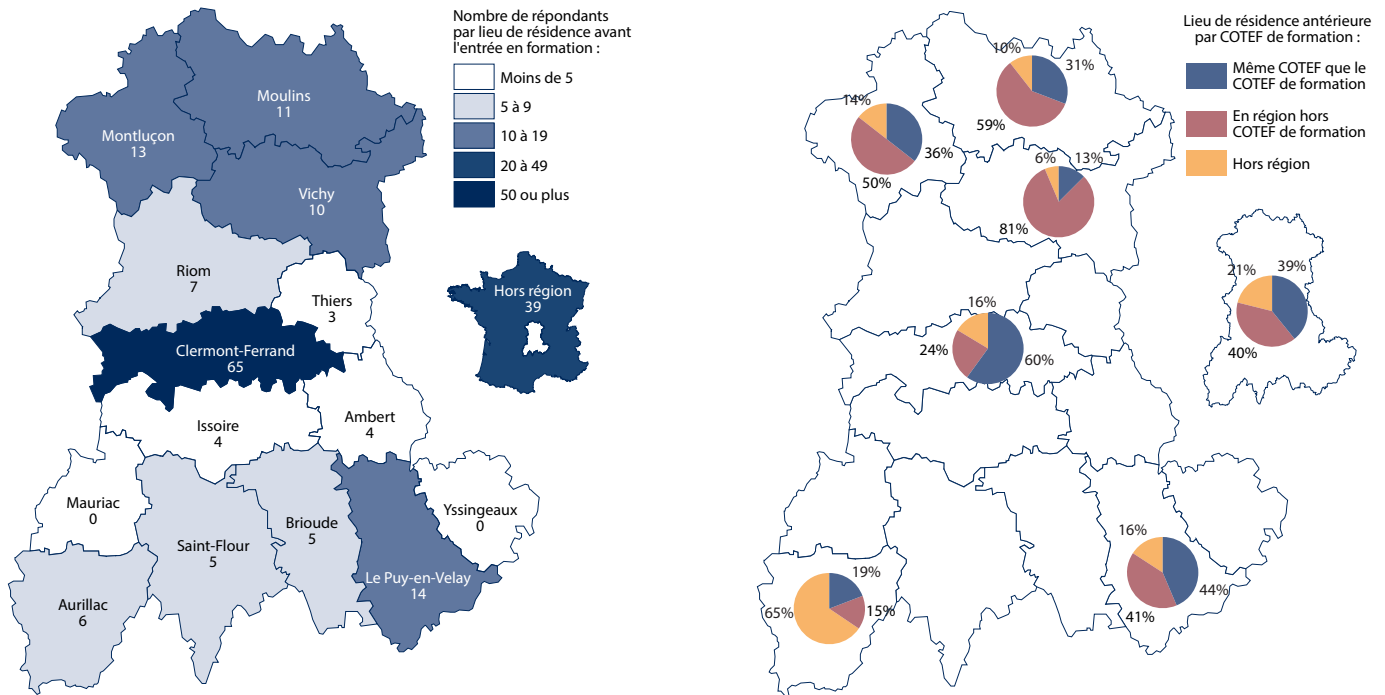 Nombre de répondants
par lieu de résidence avant
l'entrée en formation :
Moins de 5
5 à 9
10 à 19
20 à 49
50 ou plus
Moulins
11
Montluçon
13
Vichy
10
Riom
7
Thiers
3
Hors région
39
Clermont-Ferrand
65
Ambert
4
Issoire
4
Mauriac
0
Brioude
5
Yssingeaux
0
Saint-Flour
5
Le Puy-en-Velay
14
Aurillac
6
Lieu de résidence antérieure
par COTEF de formation :
Même COTEF que le
COTEF de formation
En région hors
COTEF de formation
Hors région
10%
31%
59%
14%
36%
50%
6%
13%
81%
21%
39%
40%
16%
24%
60%
16%
44%
41%
19%
15%
65%